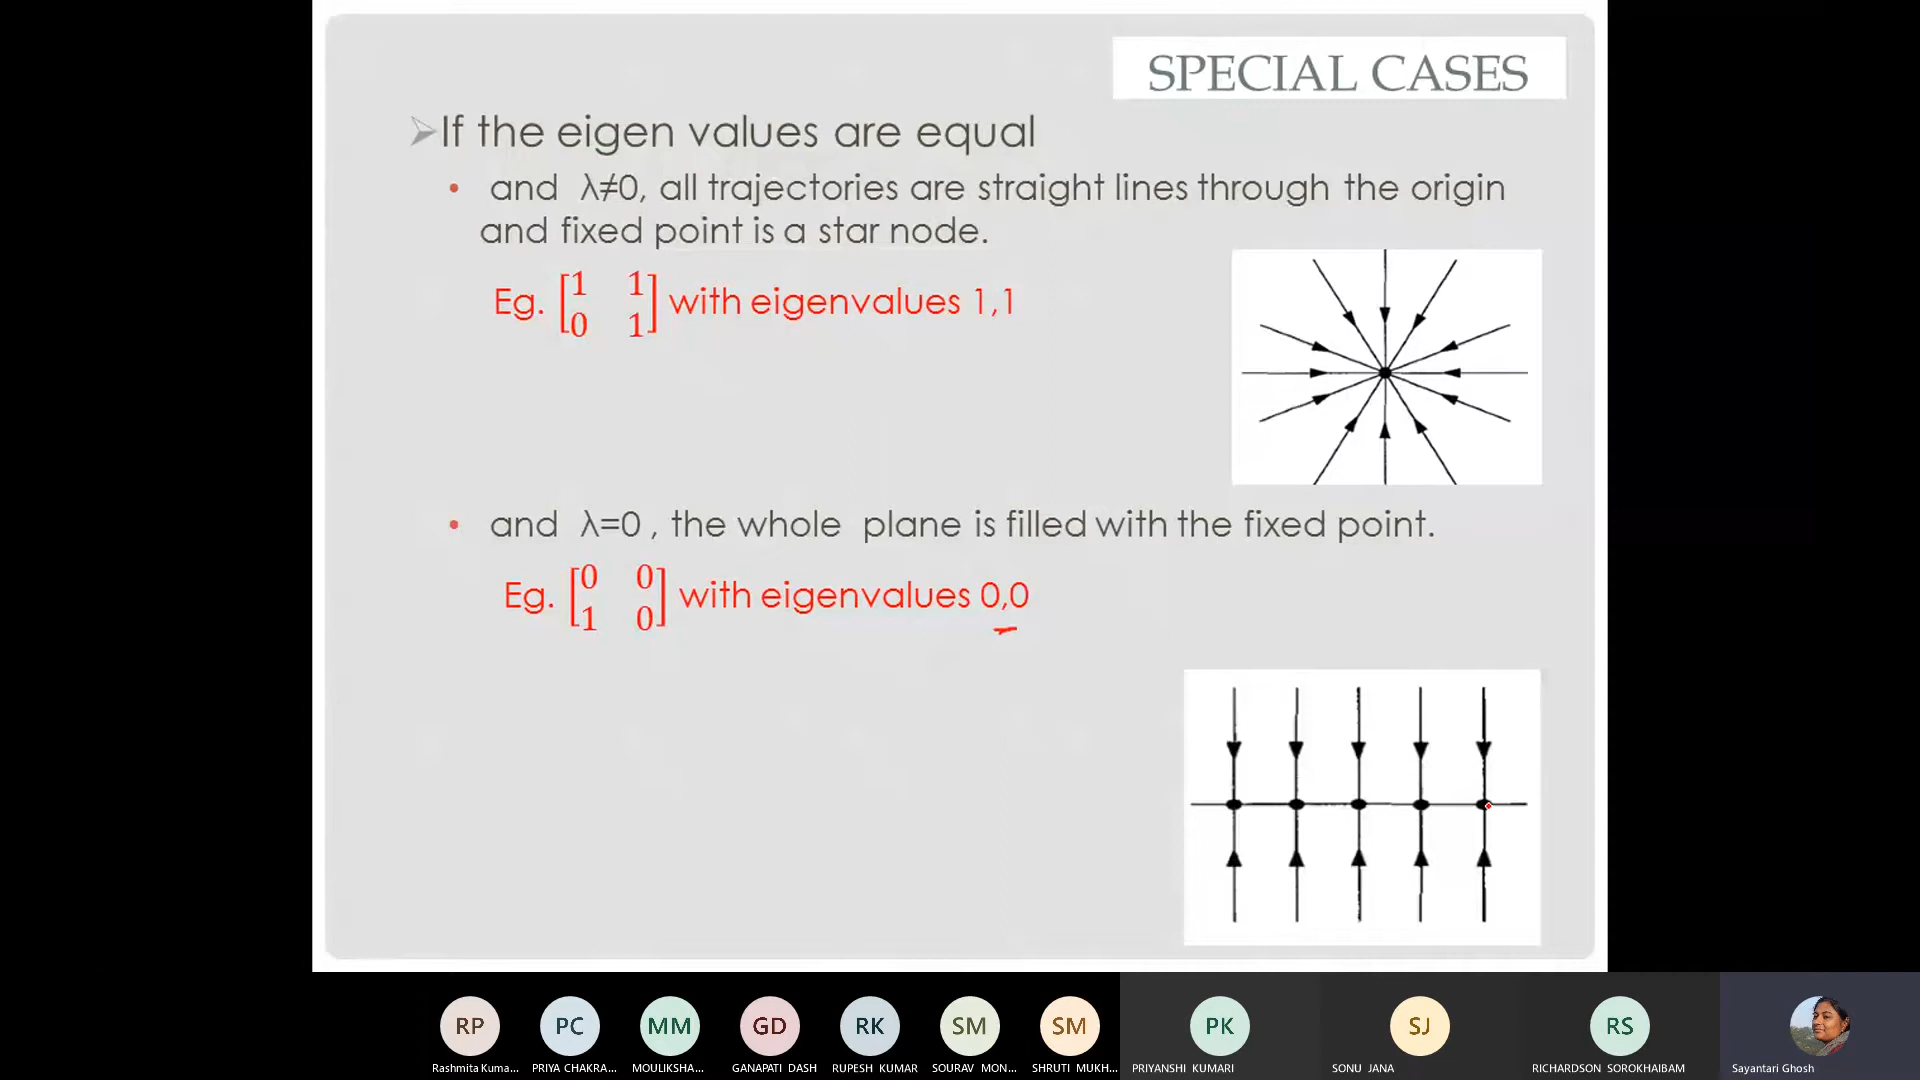 SPECIAL CASES
➢If the eigen values are equal
• and λ≠0, all trajectories are straight lines through the origin
and fixed point is a star node.
Eg. [1 1
0 1] with eigenvalues 1,1
• and λ=0 , the whole plane is filled with the fixed point.
Eg. [0 0
1 0] with eigenvalues 0,0
RP PC MM GD RK SM SM PK SJ RS
Rashmita Kuma... PRIYA CHAKRA... MOULIKSHA... GANAPATI DASH RUPESH KUMAR SOURAV MON... SHRUTI MUKH... PRIYANSHI KUMARI SONU JANA RICHARDSON SOROKHAIBAM Sayantari Ghosh